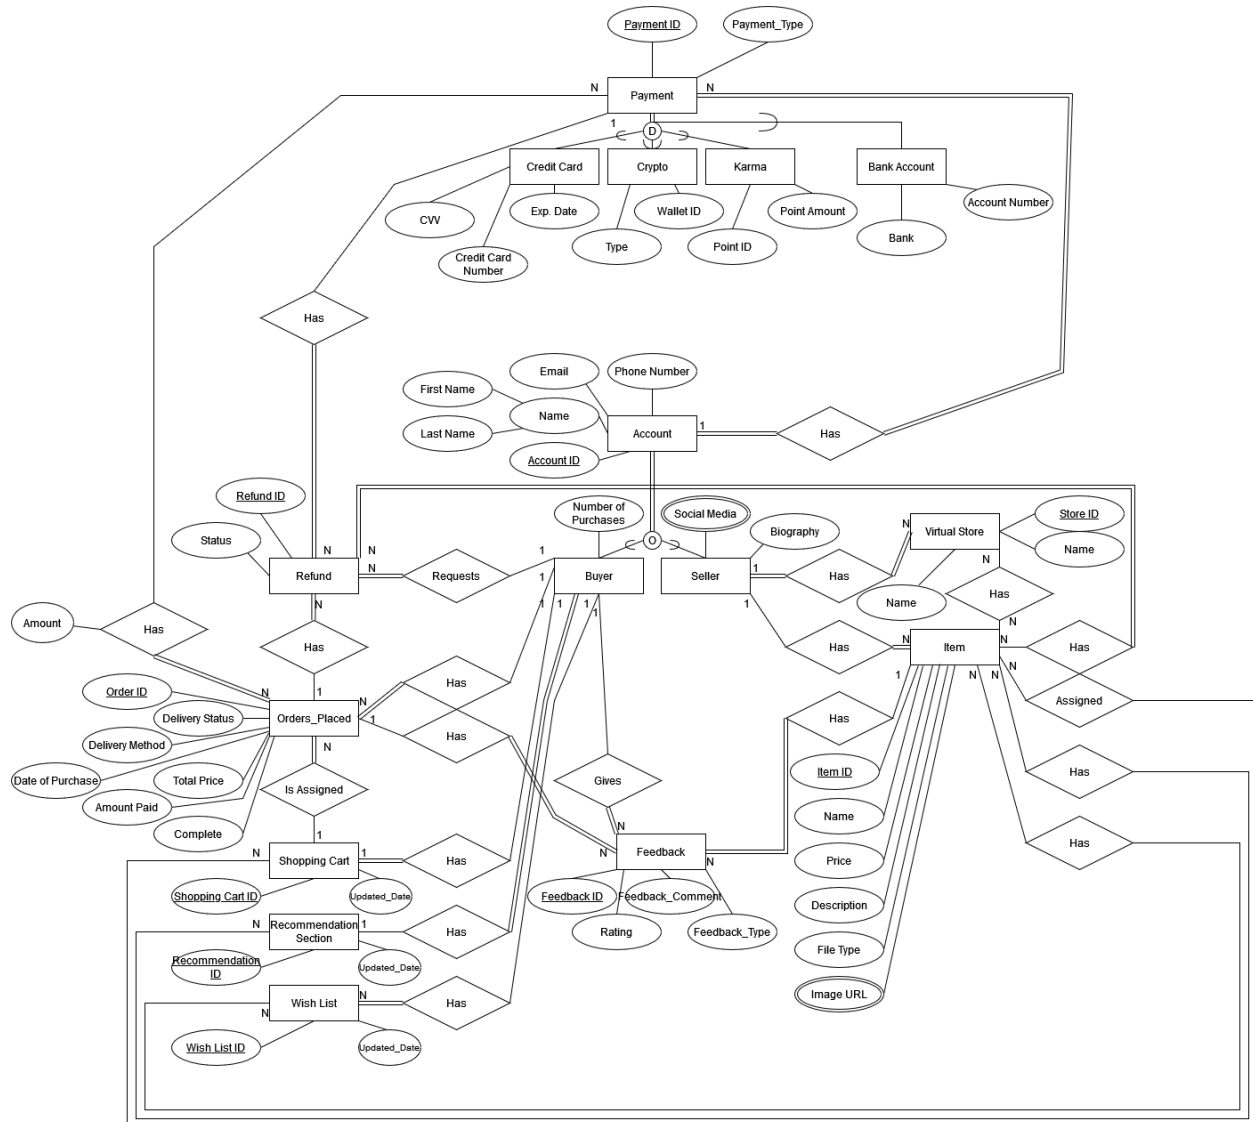 Payment ID
Payment_Type
N
Payment
N
1
D
Credit Card
Crypto
Karma
Bank Account
CVV
Exp. Date
Wallet ID
Point Amount
Account Number
Credit Card
Number
Type
Point ID
Bank
Has
Email
Phone Number
First Name
Name
Last Name
Account
1
Has
Account ID
Refund ID
Number of
Purchases
Social Media
Biography
Store ID
Status
O
N
Virtual Store
Name
N
N
1
Refund
N
Requests
1
Buyer
Seller
1
Has
N
Has
Name
N
1
1
1
1
1
1
N
Amount
Has
Has
Has
N
Item
N
Has
N
Order ID
N
1
Has
N
1
N
N
Assigned
Delivery Status
Orders_Placed
1
Has
Has
Delivery Method
N
Date of Purchase
Total Price
Is Assigned
Gives
Item ID
Has
Amount Paid
Complete
1
N
Name
N
Shopping Cart
1
Has
N
Feedback
N
Price
Has
Shopping Cart ID
Updated_Date
Feedback ID
Feedback_Comment
Description
N
Recommendation
Section
1
Has
Rating
Feedback_Type
File Type
Recommendation
ID
Updated_Date
N
Wish List
N
Has
Image URL
Wish List ID
Updated_Date